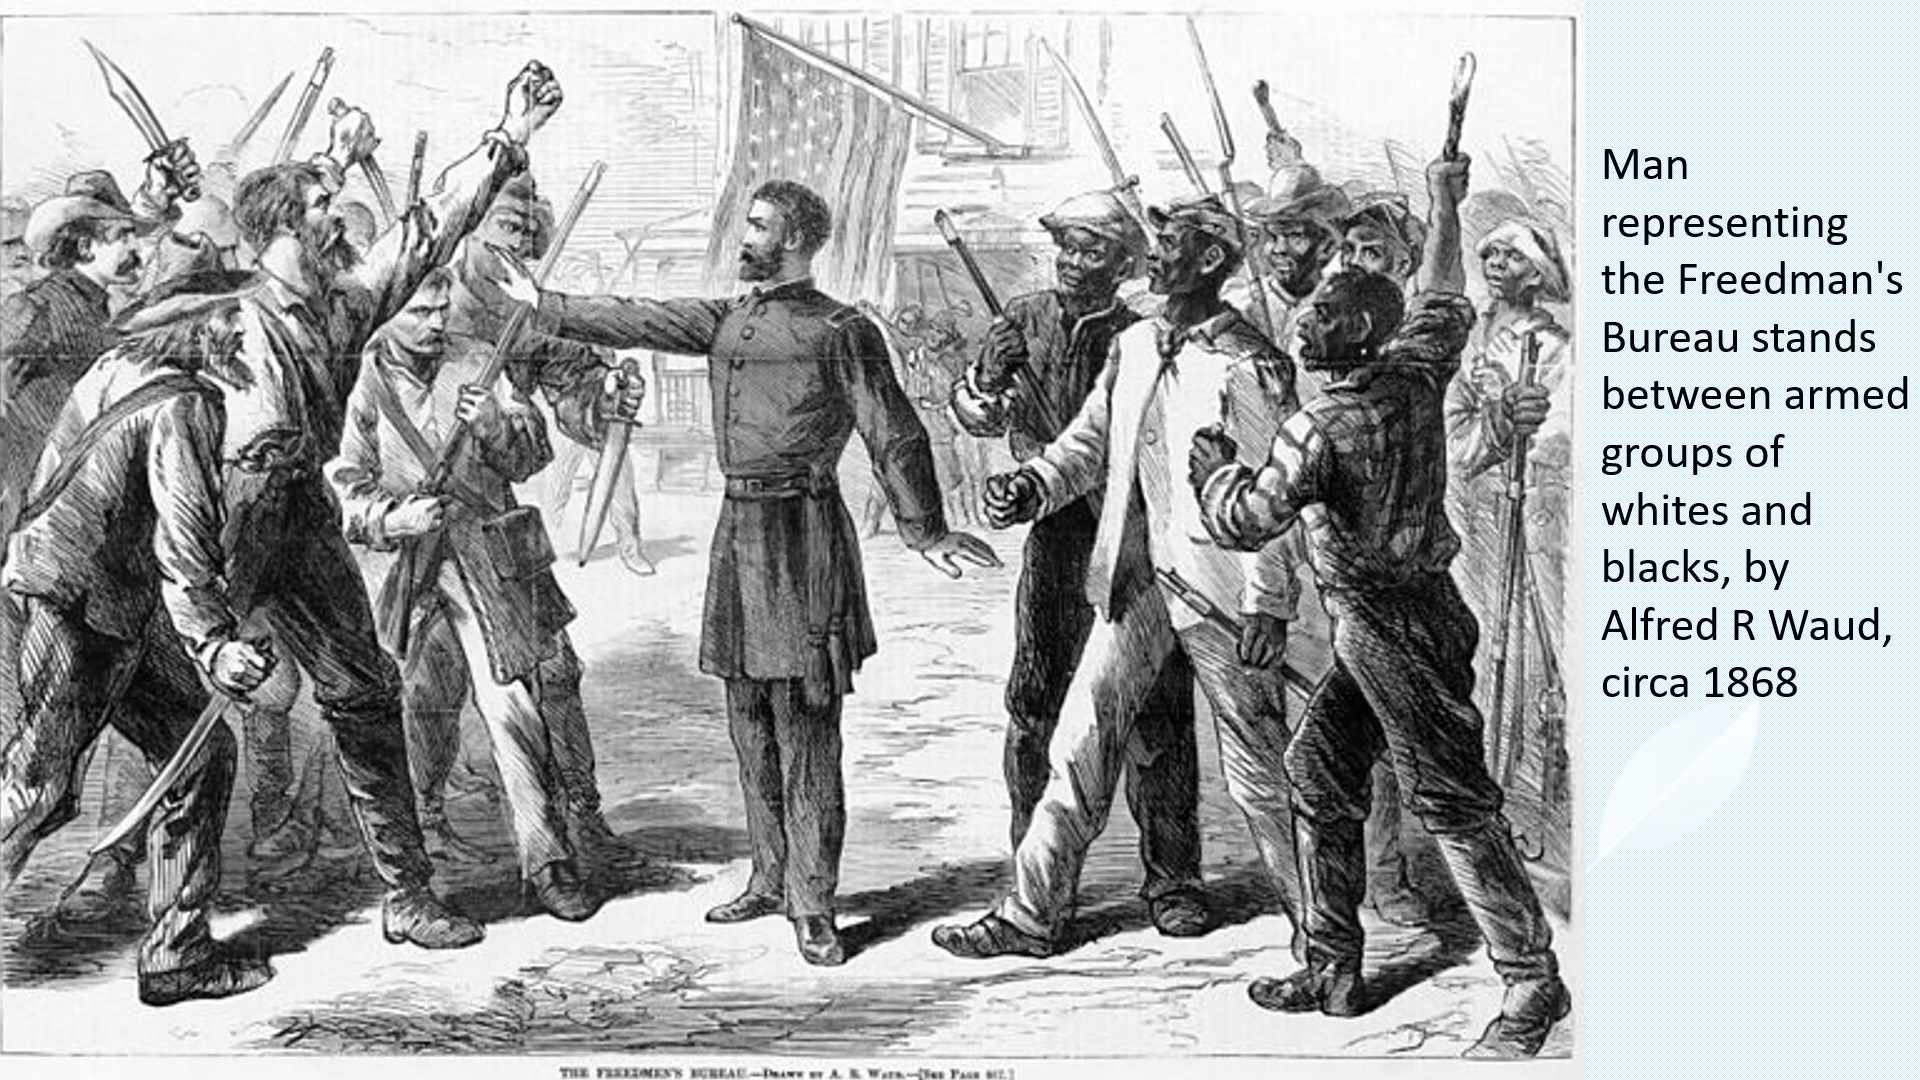 Man
representing
the Freedman's
Bureau stands
between armed
groups of
whites and
blacks, by
Alfred R Waud,
circa 1868
THE FREEDMEN'S BUREAU.—Drawn by A. R. Waud.—[See Page